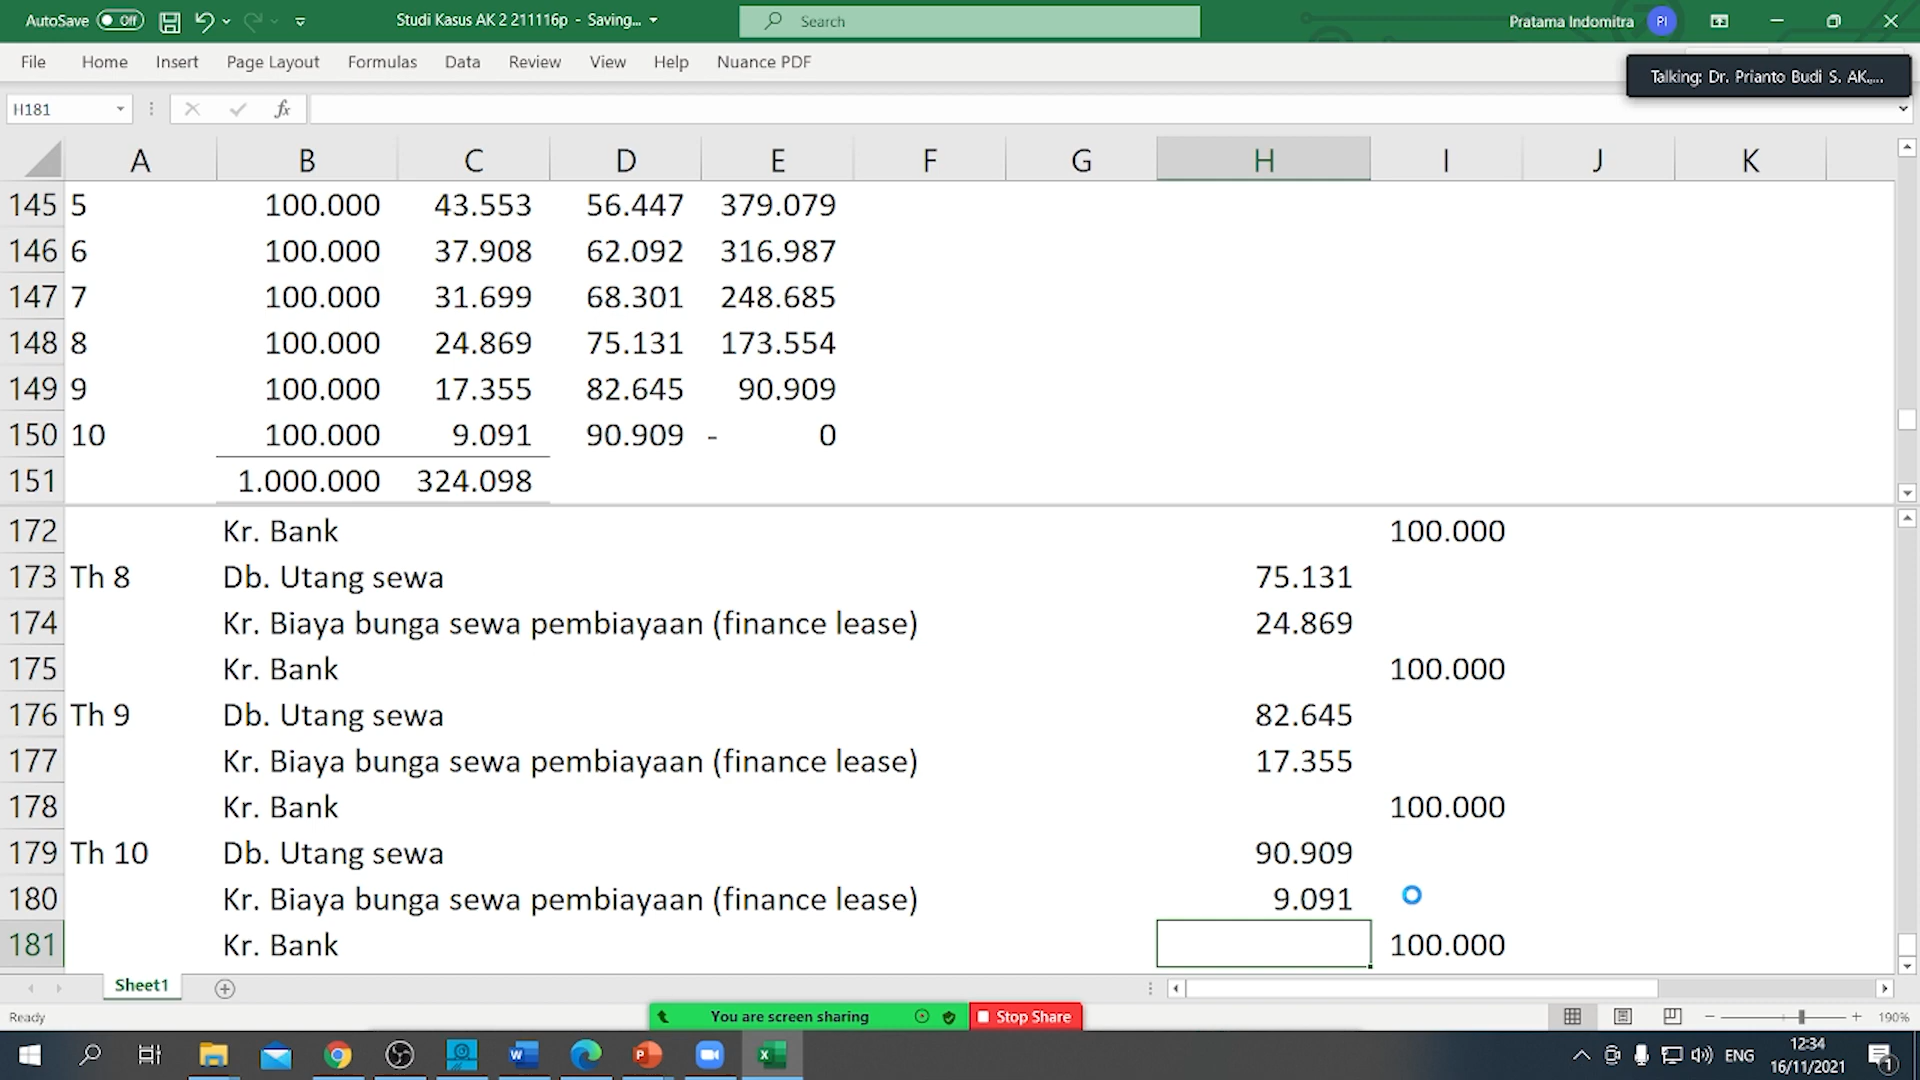 AutoSave Off Studi Kasus AK 2 211116p - Saving... Search Pratama Indomitra PI
File Home Insert Page Layout Formulas Data Review View Help Nuance PDF
Talking: Dr. Prianto Budi S. AK,...
H181 fx
A B C D E F G H I J K
145 5 100.000 43.553 56.447 379.079
146 6 100.000 37.908 62.092 316.987
147 7 100.000 31.699 68.301 248.685
148 8 100.000 24.869 75.131 173.554
149 9 100.000 17.355 82.645 90.909
150 10 100.000 9.091 90.909 - 0
151 1.000.000 324.098
172 Kr. Bank 100.000
173 Th 8 Db. Utang sewa 75.131
174 Kr. Biaya bunga sewa pembiayaan (finance lease) 24.869
175 Kr. Bank 100.000
176 Th 9 Db. Utang sewa 82.645
177 Kr. Biaya bunga sewa pembiayaan (finance lease) 17.355
178 Kr. Bank 100.000
179 Th 10 Db. Utang sewa 90.909
180 Kr. Biaya bunga sewa pembiayaan (finance lease) 9.091
181 Kr. Bank 100.000
Sheet1
Ready You are screen sharing Stop Share 190%
ENG 12:34
16/11/2021 1